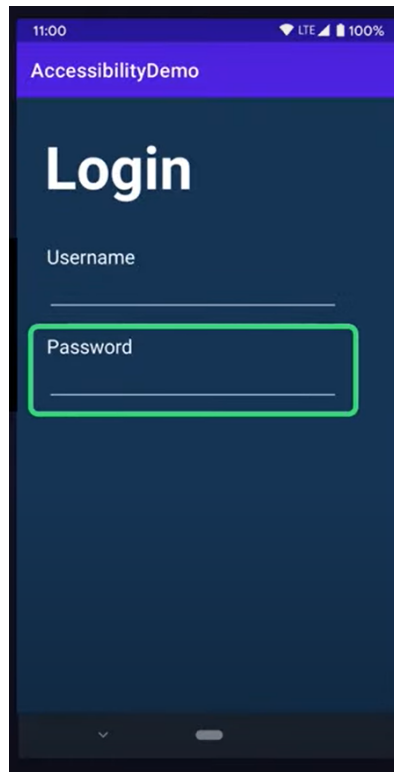 11:00 LTE 100%
AccessibilityDemo
Login
Username
Password